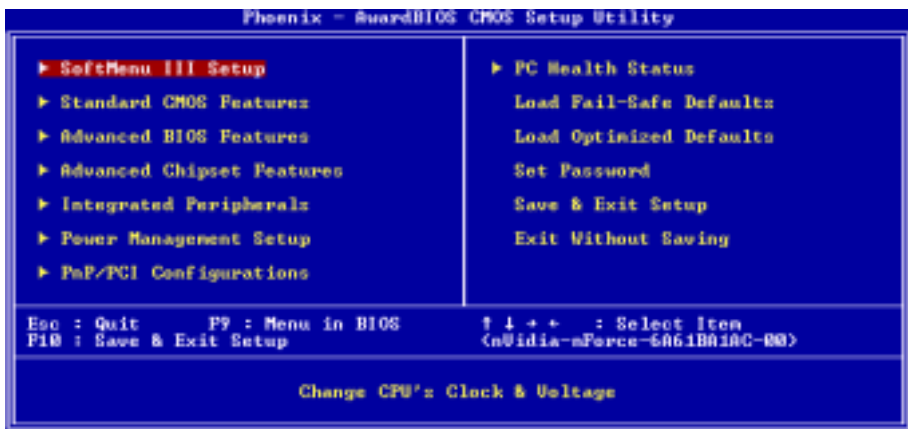 Phoenix - AwardBIOS CMOS Setup Utility
► SoftMenu III Setup
► Standard CMOS Features
► Advanced BIOS Features
► Advanced Chipset Features
► Integrated Peripherals
► Power Management Setup
► PnP/PCI Configurations
► PC Health Status
Load Fail-Safe Defaults
Load Optimized Defaults
Set Password
Save & Exit Setup
Exit Without Saving
Esc : Quit F9 : Menu in BIOS
F10 : Save & Exit Setup
↑ ↓ → ← : Select Item
<nVidia-nForce-6A61BA1AC-00>
Change CPU's Clock & Voltage